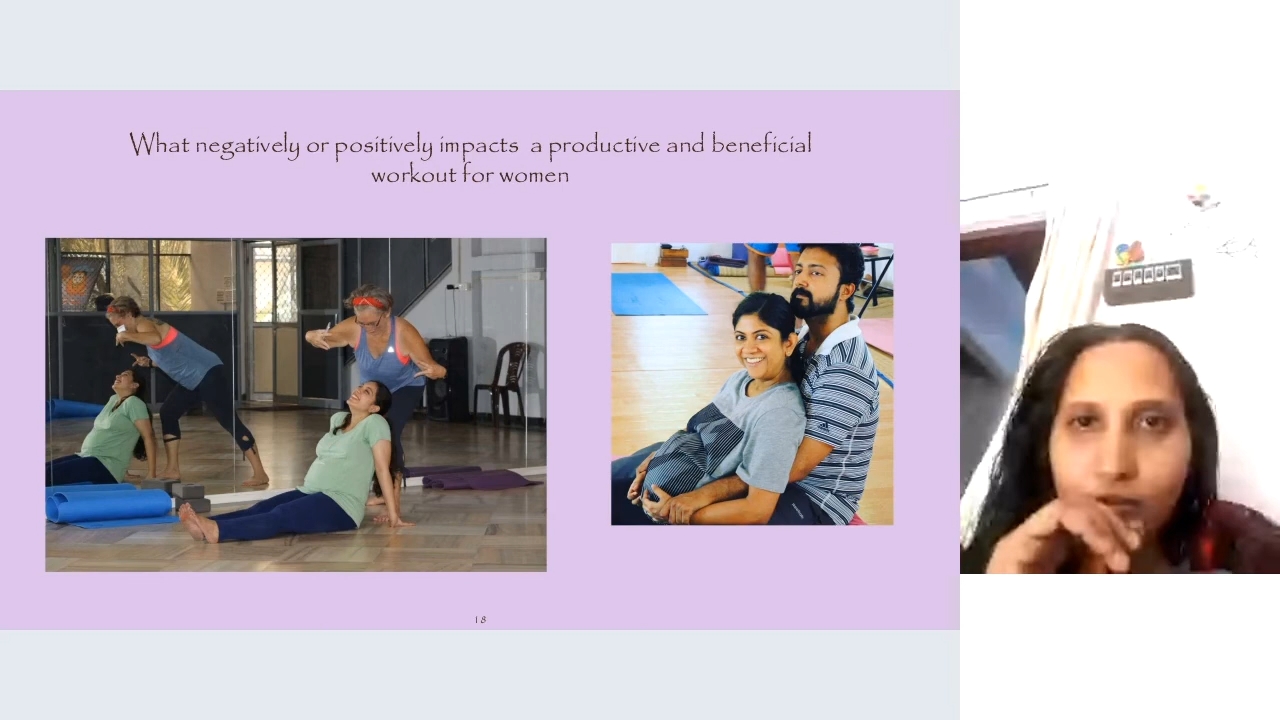 What negatively or positively impacts a productive and beneficial
workout for women
18